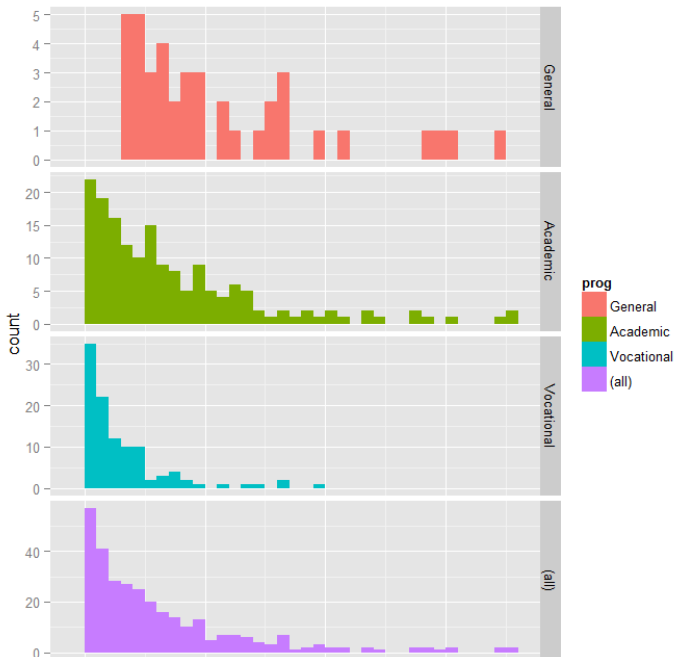 5
4
3
2
1
0
General
20
15
10
5
0
Academic
count
30
20
10
0
Vocational
40
20
0
(all)
prog
General
Academic
Vocational
(all)